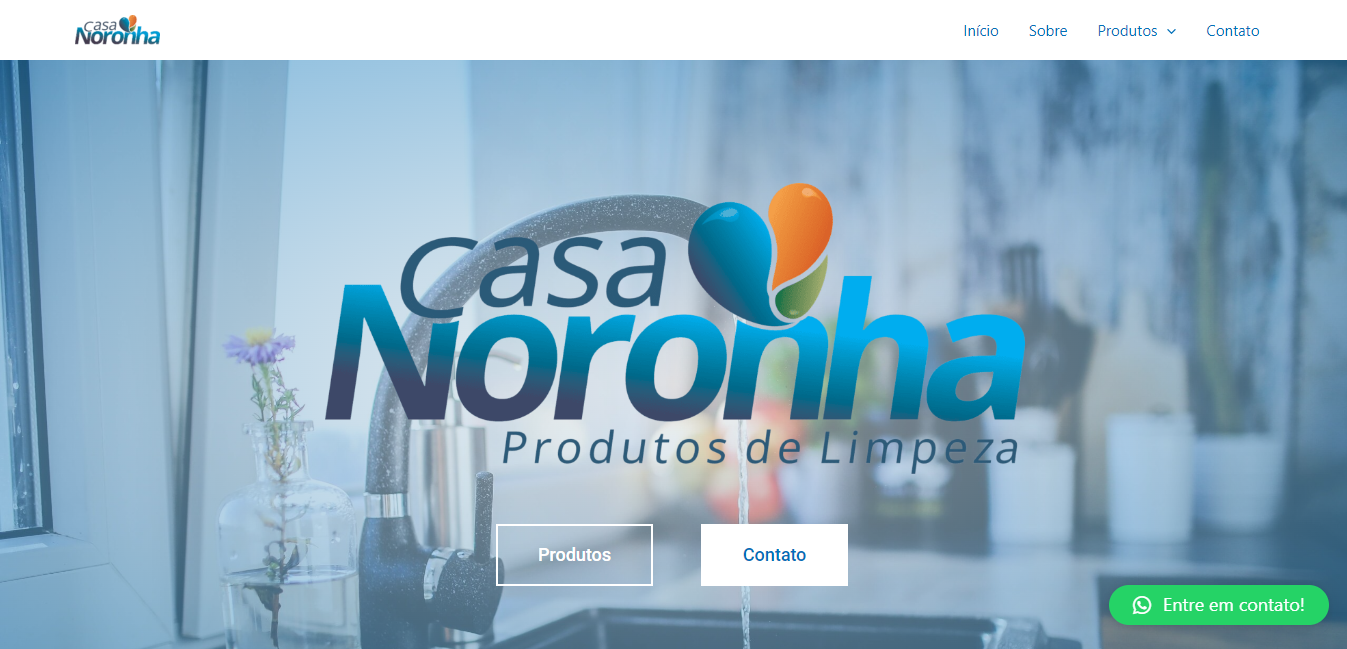 Casa
Noronha
Início
Sobre
Produtos
Contato
Casa
Noronha
Produtos de Limpeza
Produtos
Contato
Entre em contato!